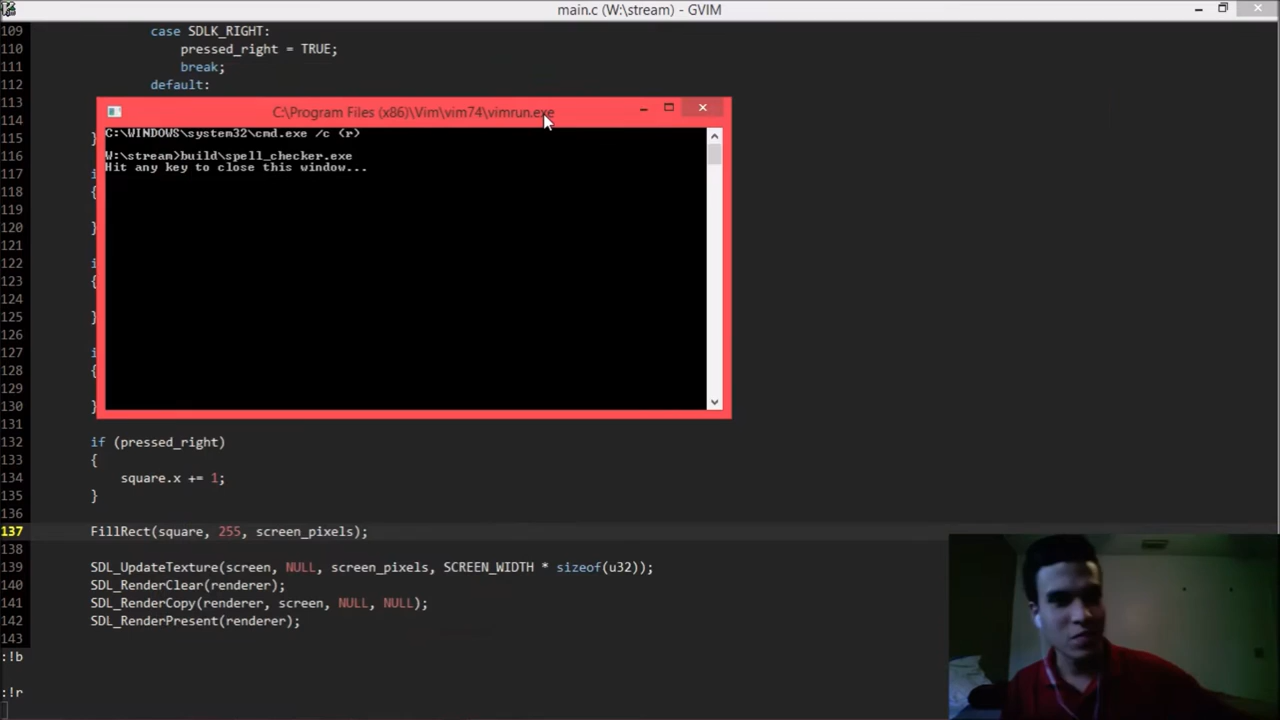 main.c (W:\stream) - GVIM
109 case SDLK_RIGHT:
110 pressed_right = TRUE;
111 break;
112 default:
113
114
115 }
116 i
117 {
118
119
120 }
121
122 i
123 {
124
125 }
126
127 i
128 {
129
130 }
131
132 if (pressed_right)
133 {
134 square.x += 1;
135 }
136
137 FillRect(square, 255, screen_pixels);
138
139 SDL_UpdateTexture(screen, NULL, screen_pixels, SCREEN_WIDTH * sizeof(u32));
140 SDL_RenderClear(renderer);
141 SDL_RenderCopy(renderer, screen, NULL, NULL);
142 SDL_RenderPresent(renderer);
143
:!b
:!r
C:\Program Files (x86)\Vim\vim74\vimrun.exe
C:\WINDOWS\system32\cmd.exe /c (r)
W:\stream>build\spell_checker.exe
Hit any key to close this window...